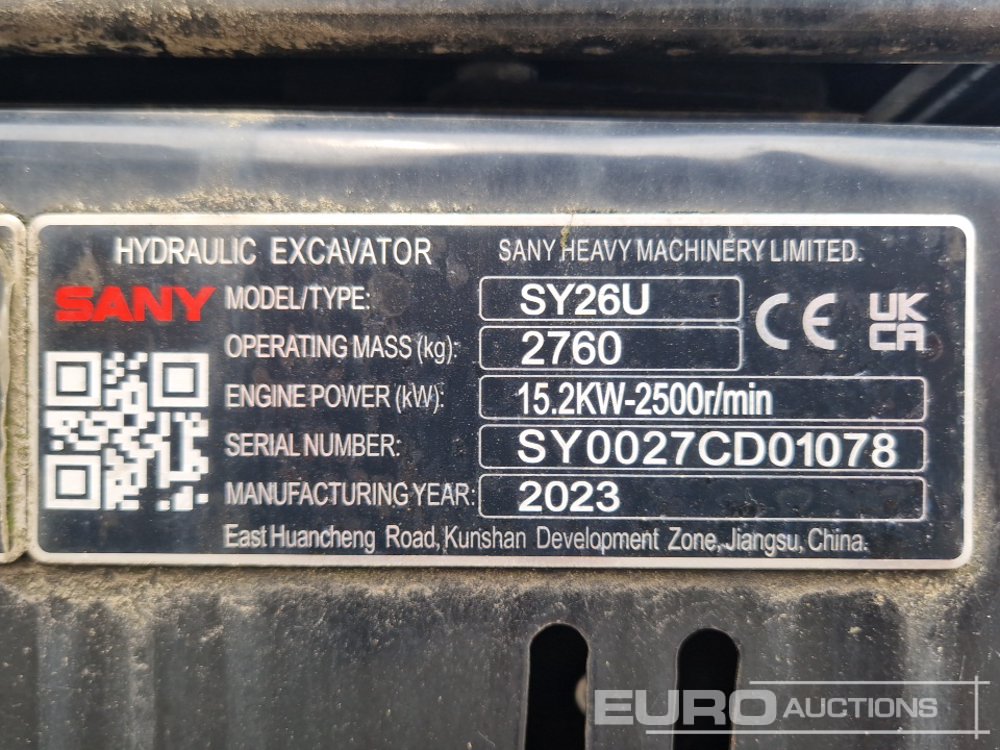 HYDRAULIC EXCAVATOR SANY HEAVY MACHINERY LIMITED.
SANY MODEL/TYPE: SY26U CE UK CA
OPERATING MASS (kg): 2760
ENGINE POWER (kW): 15.2KW-2500r/min
SERIAL NUMBER: SY0027CD01078
MANUFACTURING YEAR: 2023
East Huancheng Road, Kunshan Development Zone, Jiangsu, China.
EURO AUCTIONS